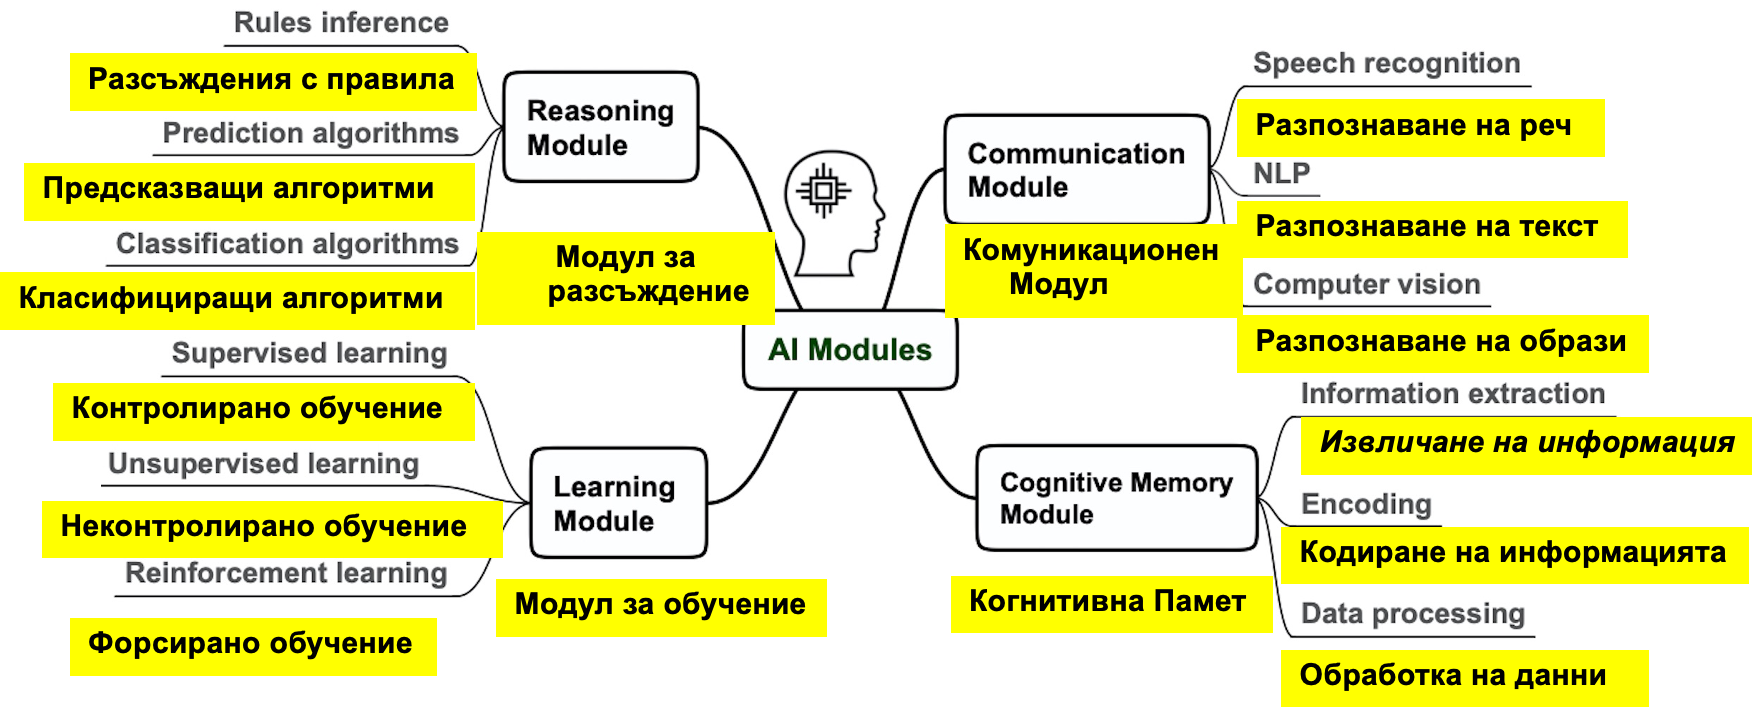 Rules inference
Разсъждения с правила
Prediction algorithms
Предсказващи алгоритми
Classification algorithms
Класифициращи алгоритми
Reasoning
Module
Модул за
разсъждение
Supervised learning
Контролирано обучение
Unsupervised learning
Неконтролирано обучение
Reinforcement learning
Форсирано обучение
Learning
Module
Модул за обучение
AI Modules
Communication
Module
Комуникационен
Модул
Speech recognition
Разпознаване на реч
NLP
Разпознаване на текст
Computer vision
Разпознаване на образи
Cognitive Memory
Module
Когнитивна Памет
Information extraction
Извличане на информация
Encoding
Кодиране на информацията
Data processing
Обработка на данни